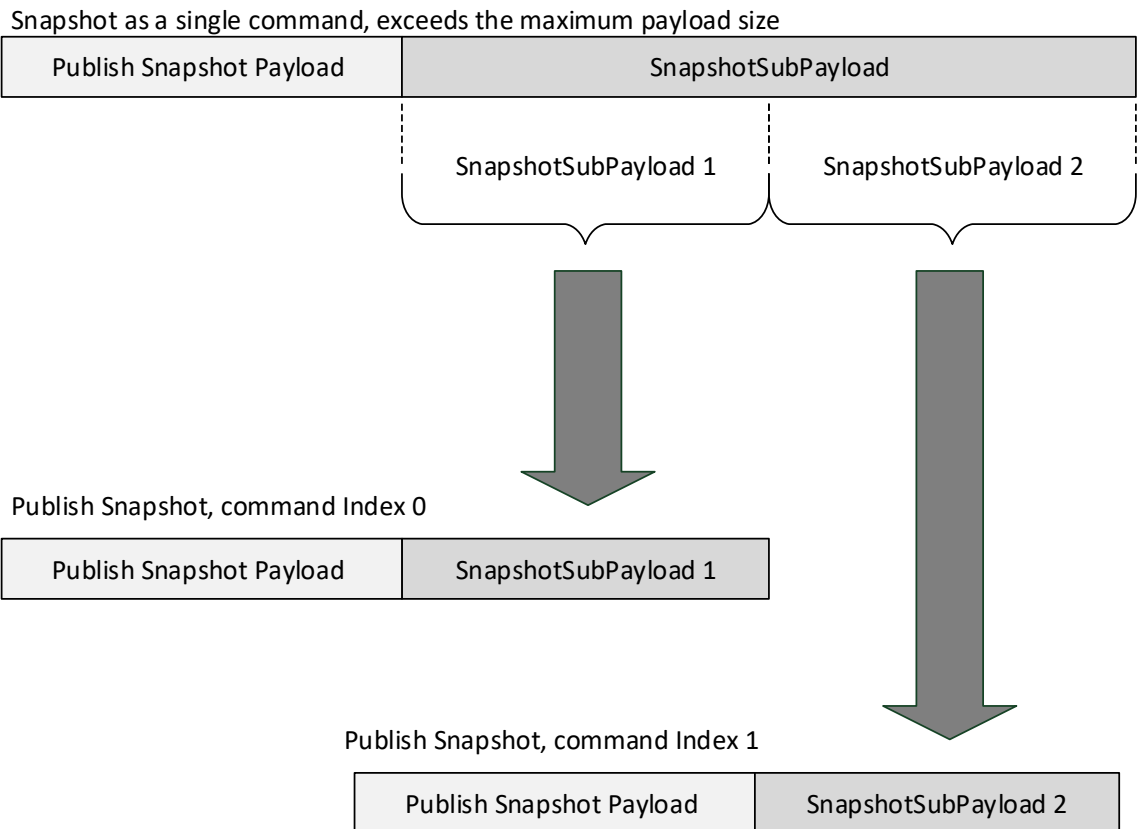 Snapshot as a single command, exceeds the maximum payload size
Publish Snapshot Payload
SnapshotSubPayload
SnapshotSubPayload 1
SnapshotSubPayload 2
Publish Snapshot, command Index 0
Publish Snapshot Payload
SnapshotSubPayload 1
Publish Snapshot, command Index 1
Publish Snapshot Payload
SnapshotSubPayload 2